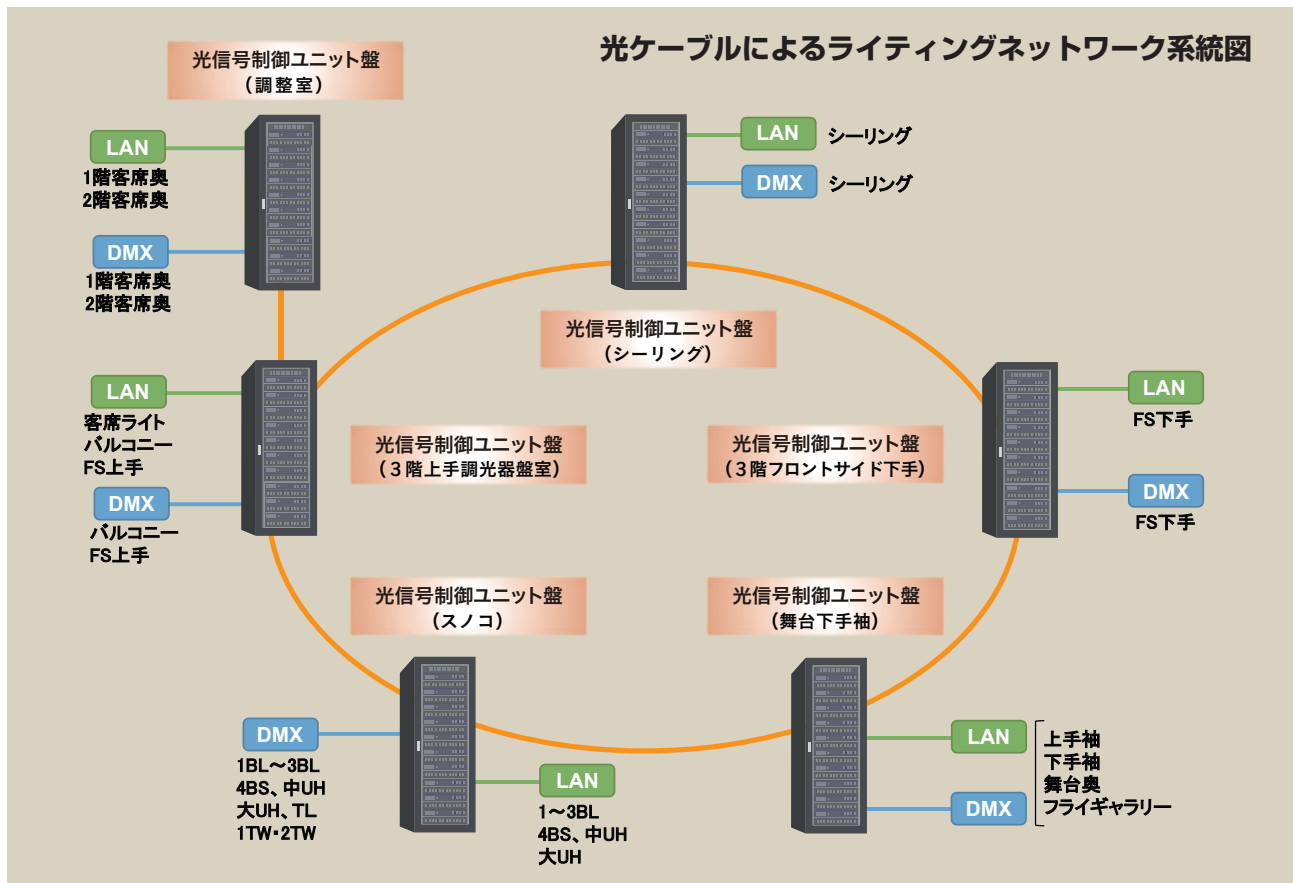 光ケーブルによるライティングネットワーク系統図
光信号制御ユニット盤
（調整室）
LAN
1階客席奥
2階客席奥
DMX
1階客席奥
2階客席奥
LAN
シーリング
DMX
シーリング
光信号制御ユニット盤
（シーリング）
LAN
客席ライト
バルコニー
FS上手
DMX
バルコニー
FS上手
光信号制御ユニット盤
（３階上手調光器盤室）
光信号制御ユニット盤
（３階フロントサイド下手）
LAN
FS下手
DMX
FS下手
光信号制御ユニット盤
（スノコ）
DMX
1BL～3BL
4BS、中UH
大UH、TL
1TW・2TW
LAN
1～3BL
4BS、中UH
大UH
光信号制御ユニット盤
（舞台下手袖）
LAN
DMX
上手袖
下手袖
舞台奥
フライギャラリー